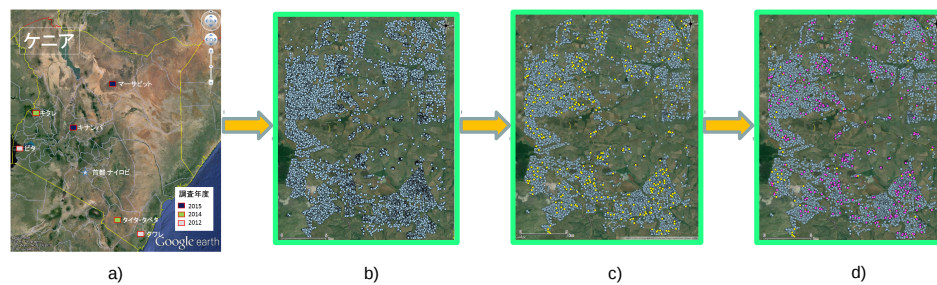 ケニア
マーサビット
キタレ
キナンバ
ビタ
首都・ナイロビ
調査年度
2015
2014
2012
タイタ・タベタ
クワレ
Google earth
a)
b)
c)
d)